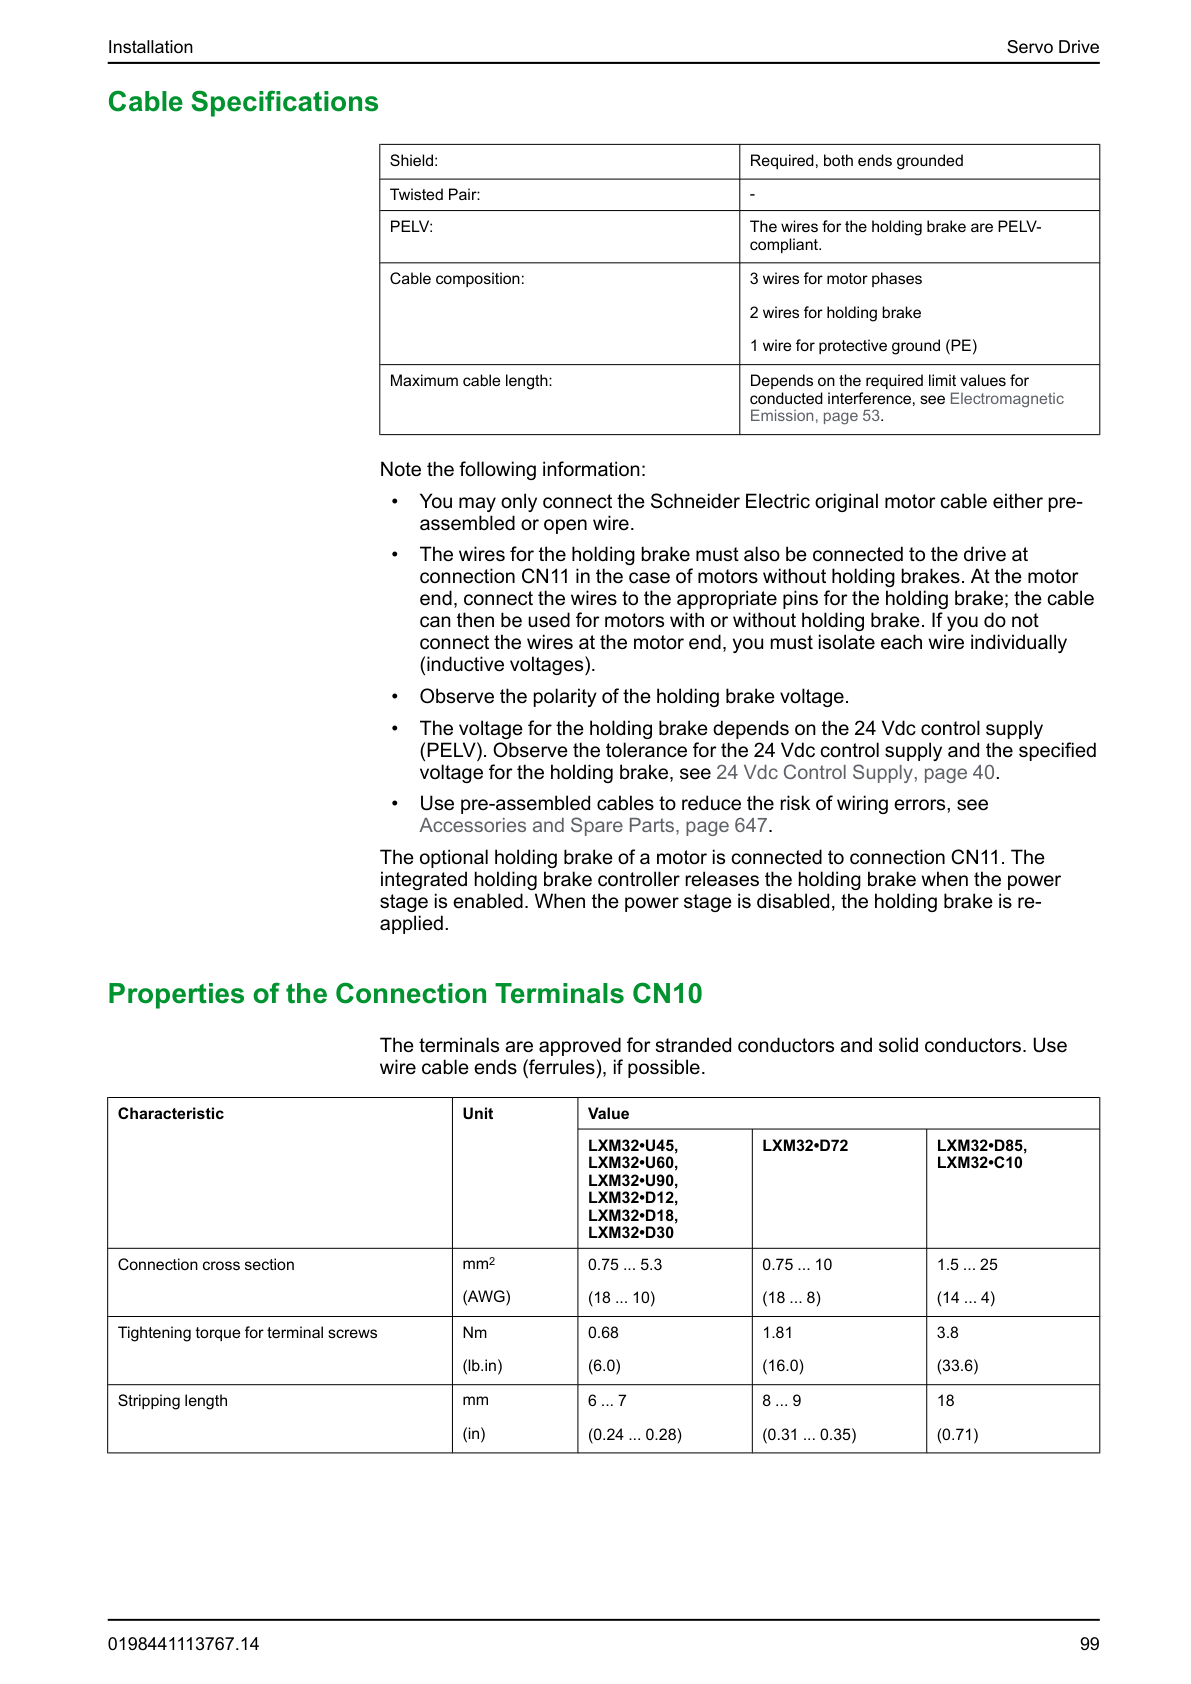 Installation
Servo Drive
Cable Specifications
Shield:
Required, both ends grounded
Twisted Pair:
-
PELV:
The wires for the holding brake are PELV-
compliant.
Cable composition:
3 wires for motor phases
2 wires for holding brake
1 wire for protective ground (PE)
Maximum cable length:
Depends on the required limit values for
conducted interference, see Electromagnetic
Emission, page 53.
Note the following information:
• You may only connect the Schneider Electric original motor cable either pre-
assembled or open wire.
• The wires for the holding brake must also be connected to the drive at
connection CN11 in the case of motors without holding brakes. At the motor
end, connect the wires to the appropriate pins for the holding brake; the cable
can then be used for motors with or without holding brake. If you do not
connect the wires at the motor end, you must isolate each wire individually
(inductive voltages).
• Observe the polarity of the holding brake voltage.
• The voltage for the holding brake depends on the 24 Vdc control supply
(PELV). Observe the tolerance for the 24 Vdc control supply and the specified
voltage for the holding brake, see 24 Vdc Control Supply, page 40.
• Use pre-assembled cables to reduce the risk of wiring errors, see
Accessories and Spare Parts, page 647.
The optional holding brake of a motor is connected to connection CN11. The
integrated holding brake controller releases the holding brake when the power
stage is enabled. When the power stage is disabled, the holding brake is re-
applied.
Properties of the Connection Terminals CN10
The terminals are approved for stranded conductors and solid conductors. Use
wire cable ends (ferrules), if possible.
Characteristic
Unit
Value
LXM32•U45,
LXM32•U60,
LXM32•U90,
LXM32•D12,
LXM32•D18,
LXM32•D30
LXM32•D72
LXM32•D85,
LXM32•C10
Connection cross section
mm²
(AWG)
0.75 ... 5.3
(18 ... 10)
0.75 ... 10
(18 ... 8)
1.5 ... 25
(14 ... 4)
Tightening torque for terminal screws
Nm
(lb.in)
0.68
(6.0)
1.81
(16.0)
3.8
(33.6)
Stripping length
mm
(in)
6 ... 7
(0.24 ... 0.28)
8 ... 9
(0.31 ... 0.35)
18
(0.71)
0198441113767.14
99